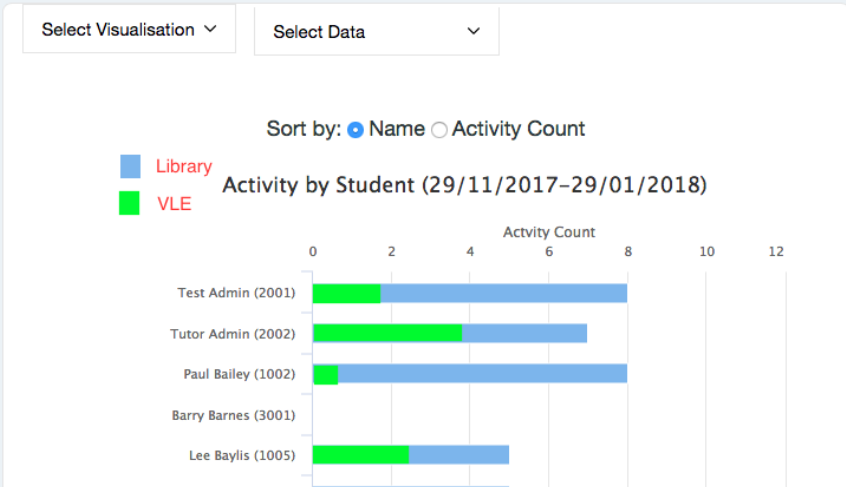 Select Visualisation
Select Data
Sort by: Name Activity Count
Library
VLE
Activity by Student (29/11/2017–29/01/2018)
Actvity Count
0 2 4 6 8 10 12
Test Admin (2001)
Tutor Admin (2002)
Paul Bailey (1002)
Barry Barnes (3001)
Lee Baylis (1005)